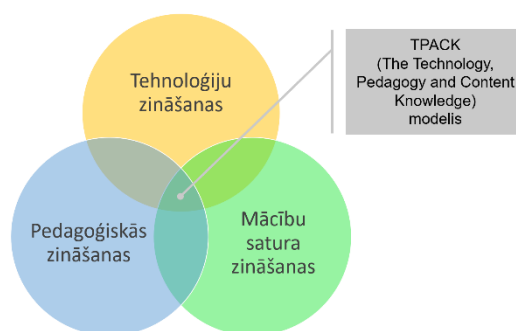 TPACK
(The Technology,
Pedagogy and Content
Knowledge)
modelis
Tehnoloģiju
zināšanas
Pedagoģiskās
zināšanas
Mācību
satura
zināšanas